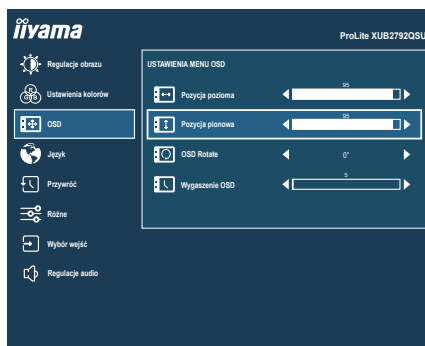 iiyama
ProLite XUB2792QSU
Regulacje obrazu
Ustawienia kolorów
OSD
Język
Przywróć
Różne
Wybór wejść
Regulacje audio
USTAWIENIA MENU OSD
Pozycja pozioma
95
Pozycja pionowa
95
OSD Rotate
0°
Wygaszenie OSD
5